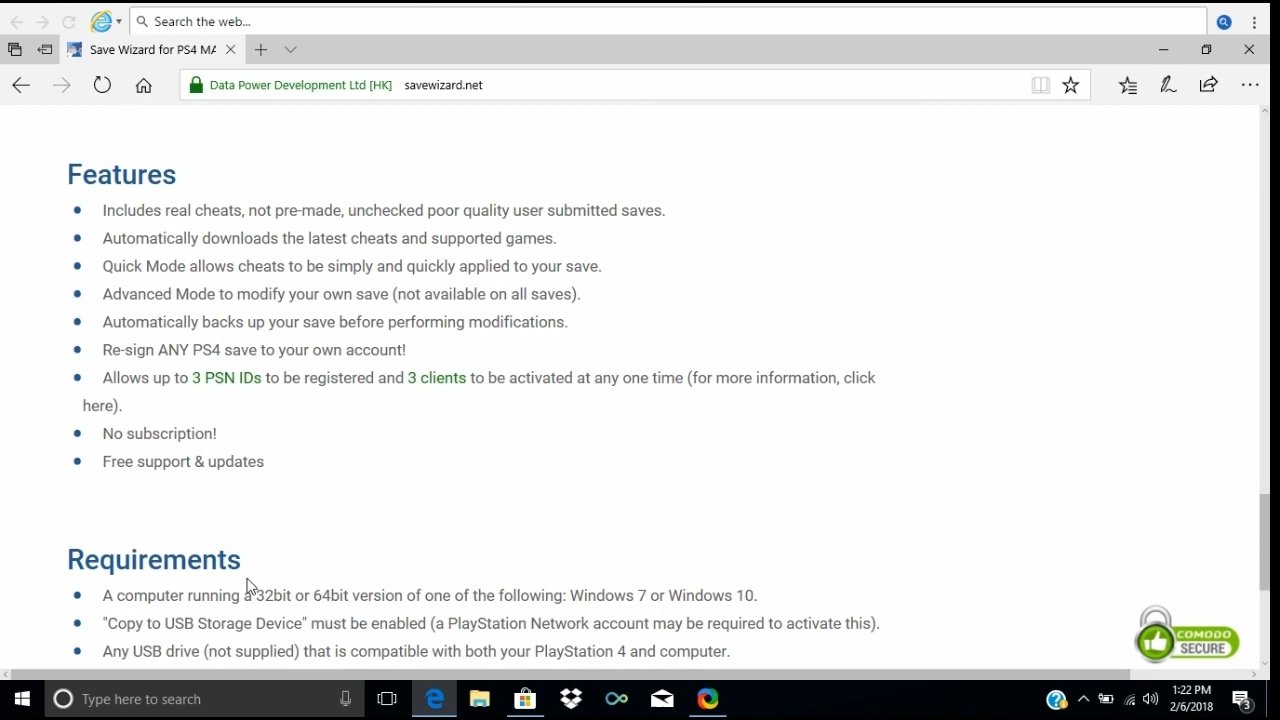 Search the web...
Save Wizard for PS4 MA
Data Power Development Ltd [HK] savewizard.net
Features
Includes real cheats, not pre-made, unchecked poor quality user submitted saves.
Automatically downloads the latest cheats and supported games.
Quick Mode allows cheats to be simply and quickly applied to your save.
Advanced Mode to modify your own save (not available on all saves).
Automatically backs up your save before performing modifications.
Re-sign ANY PS4 save to your own account!
Allows up to 3 PSN IDs to be registered and 3 clients to be activated at any one time (for more information, click
here).
No subscription!
Free support & updates
Requirements
A computer running a 32bit or 64bit version of one of the following: Windows 7 or Windows 10.
"Copy to USB Storage Device" must be enabled (a PlayStation Network account may be required to activate this).
Any USB drive (not supplied) that is compatible with both your PlayStation 4 and computer.
COMODO
SECURE
Type here to search
1:22 PM
2/6/2018
3